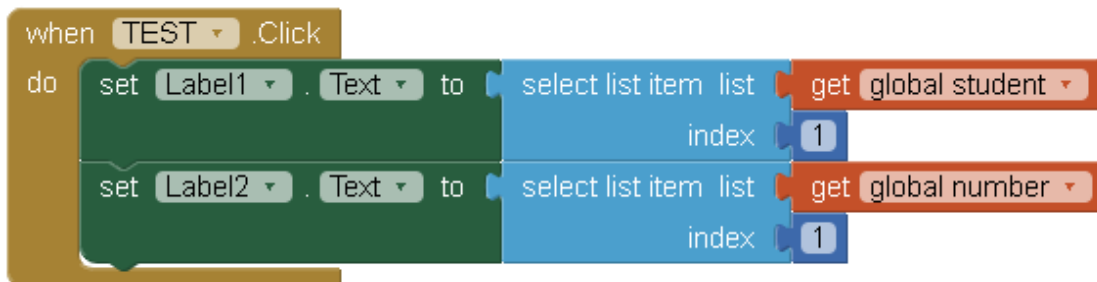 when TEST .Click
do set Label1 . Text to select list item list get global student
index 1
set Label2 . Text to select list item list get global number
index 1